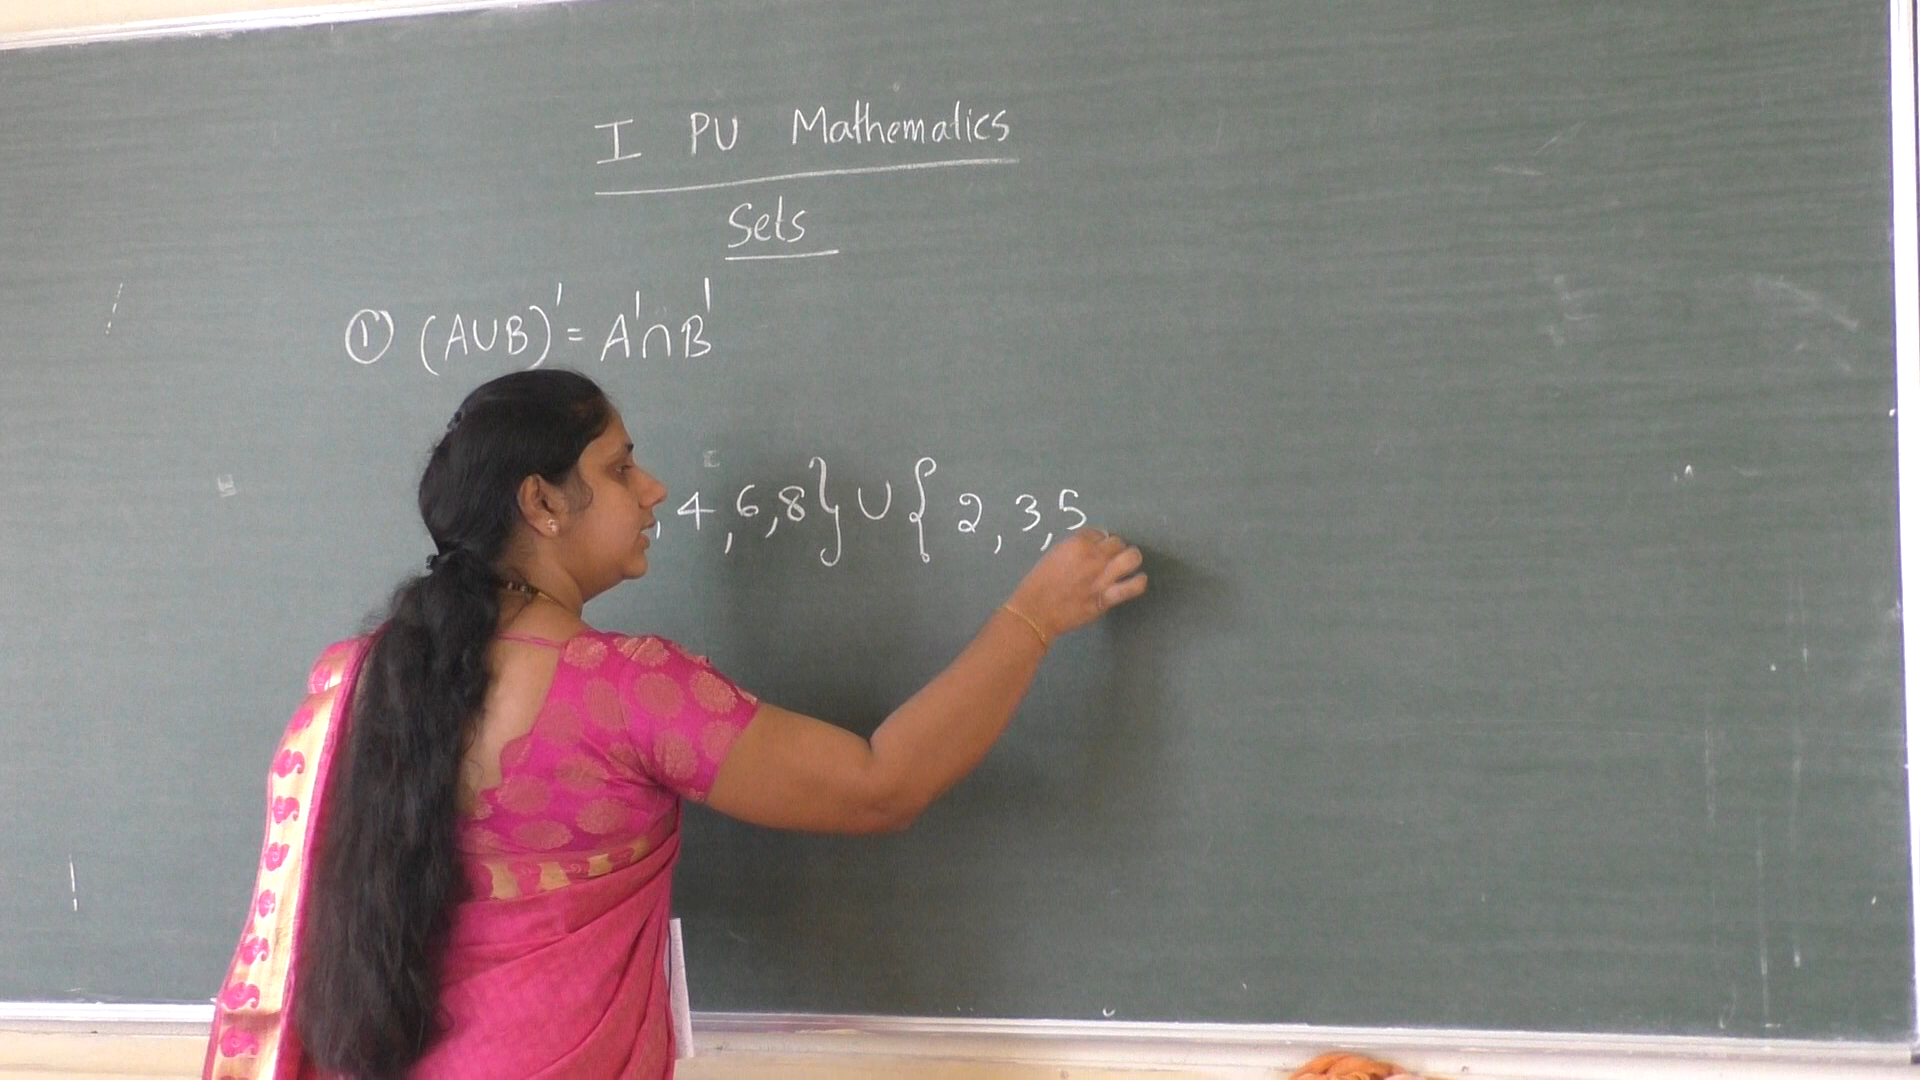 I PU Mathematics
Sets
① (A∪B)' = A'∩B'
, 4, 6, 8} ∪ { 2, 3, 5